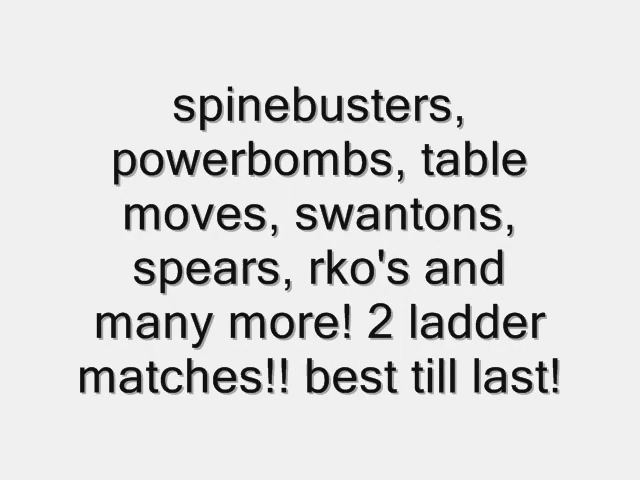 spinebusters,
powerbombs, table
moves, swantons,
spears, rko's and
many more! 2 ladder
matches!! best till last!